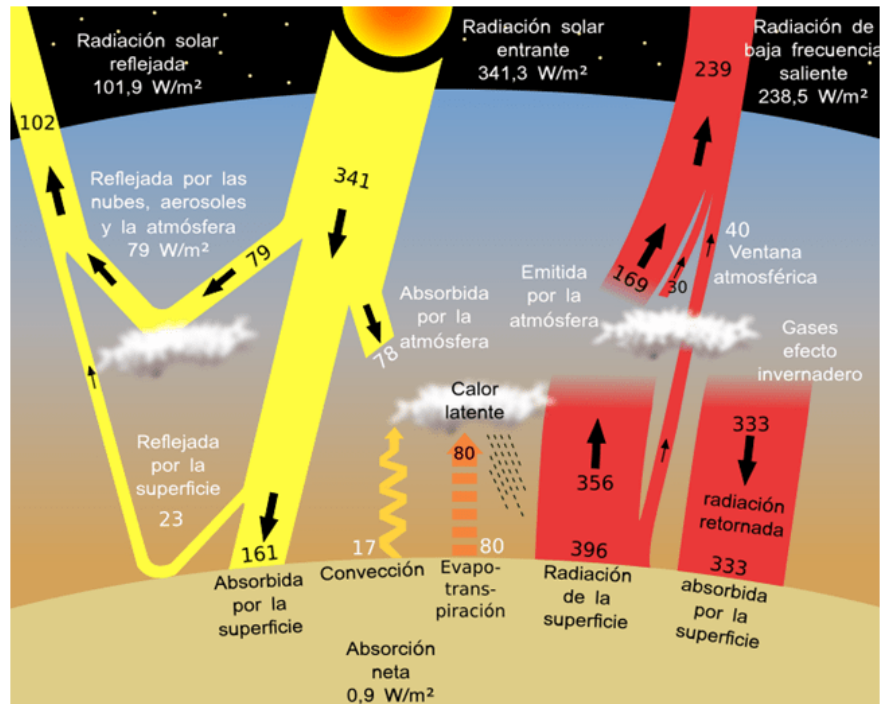 Radiación solar
reflejada
101,9 W/m²
Radiación solar
entrante
341,3 W/m²
Radiación de
baja frecuencia
saliente
238,5 W/m²
239
102
341
Reflejada por las
nubes, aerosoles
y la atmósfera
79 W/m²
79
Absorbida
por la
atmósfera
78
Emitida
por la
atmósfera
169
30
40
Ventana
atmosférica
Gases
efecto
invernadero
Calor
latente
80
Reflejada
por la
superficie
23
356
333
radiación
retornada
161
Absorbida
por la
superficie
17
Convección
80
Evapo-
trans-
piración
396
Radiación
de la
superficie
333
absorbida
por la
superficie
Absorción
neta
0,9 W/m²